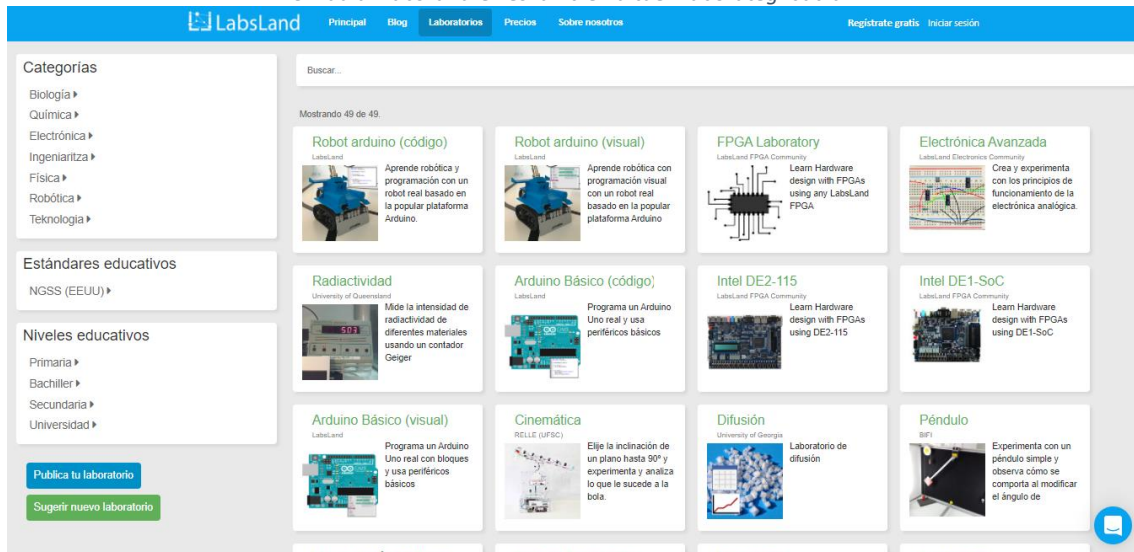 LabsLand
Principal Blog Laboratorios Precios Sobre nosotros
Regístrate gratis Iniciar sesión
Categorías
Biología
Química
Electrónica
Ingeniaritza
Física
Robótica
Teknologia
Estándares educativos
NGSS (EEUU)
Niveles educativos
Primaria
Bachiller
Secundaria
Universidad
Publica tu laboratorio
Sugerir nuevo laboratorio
Buscar...
Mostrando 49 de 49.
Robot arduino (código)
LabsLand
Aprende robótica y
programación con un
robot real basado en
la popular plataforma
Arduino.
Robot arduino (visual)
LabsLand
Aprende robótica con
programación visual
con un robot real
basado en la popular
plataforma Arduino
FPGA Laboratory
LabsLand FPGA Community
Learn Hardware
design with FPGAs
using any LabsLand
FPGA
Electrónica Avanzada
LabsLand Electronics Community
Crea y experimenta
con los principios de
funcionamiento de la
electrónica analógica.
Radiactividad
University of Queensland
Mide la intensidad de
radiactividad de
diferentes materiales
usando un contador
Geiger
Arduino Básico (código)
LabsLand
Programa un Arduino
Uno real y usa
periféricos básicos
Intel DE2-115
LabsLand FPGA Community
Learn Hardware
design with FPGAs
using DE2-115
Intel DE1-SoC
LabsLand FPGA Community
Learn Hardware
design with FPGAs
using DE1-SoC
Arduino Básico (visual)
LabsLand
Programa un Arduino
Uno real con bloques
y usa periféricos
básicos
Cinemática
RELLE (UFSC)
Elije la inclinación de
un plano hasta 90º y
experimenta y analiza
lo que le sucede a la
bola.
Difusión
University of Georgia
Laboratorio de
difusión
Péndulo
BIFI
Experimenta con un
péndulo simple y
observa cómo se
comporta al modificar
el ángulo de